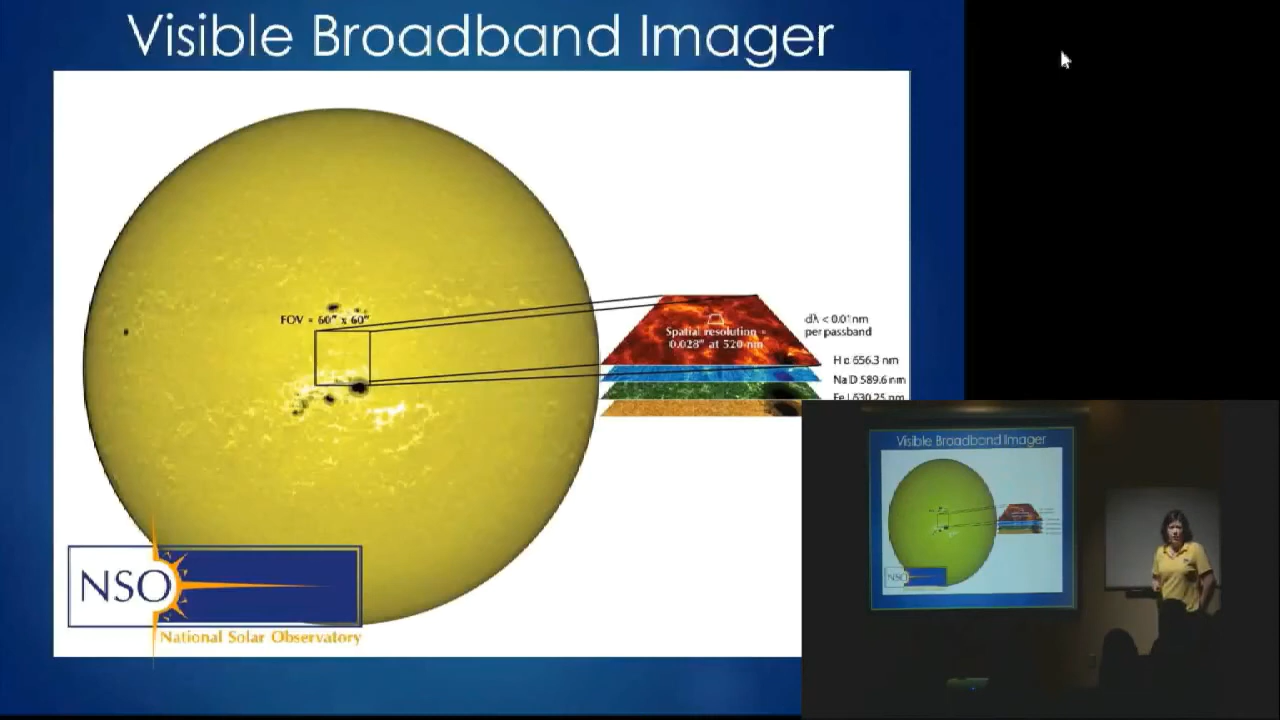 Visible Broadband Imager
FOV = 60" x 60"
Spatial resolution =
0.028" at 520 nm
dλ < 0.01 nm
per passband
H α 656.3 nm
Na D 589.6 nm
Fe I 630.25 nm
NSO
National Solar Observatory
Visible Broadband Imager
NSO